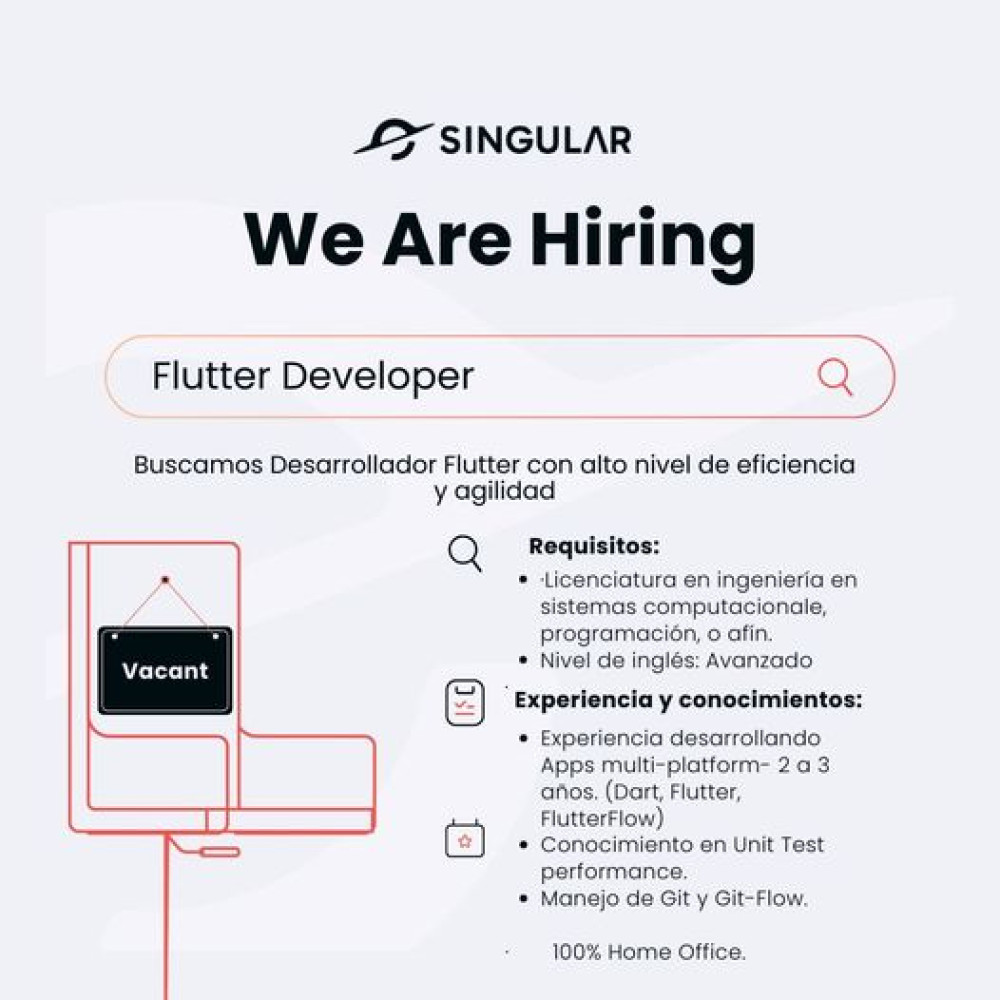 SINGULAR
We Are Hiring
Flutter Developer
Buscamos Desarrollador Flutter con alto nivel de eficiencia
y agilidad
Requisitos:
• ·Licenciatura en ingeniería en
sistemas computacionale,
programación, o afín.
• Nivel de inglés: Avanzado
Vacant
· Experiencia y conocimientos:
• Experiencia desarrollando
Apps multi-platform- 2 a 3
años. (Dart, Flutter,
FlutterFlow)
• Conocimiento en Unit Test
performance.
• Manejo de Git y Git-Flow.
· 100% Home Office.